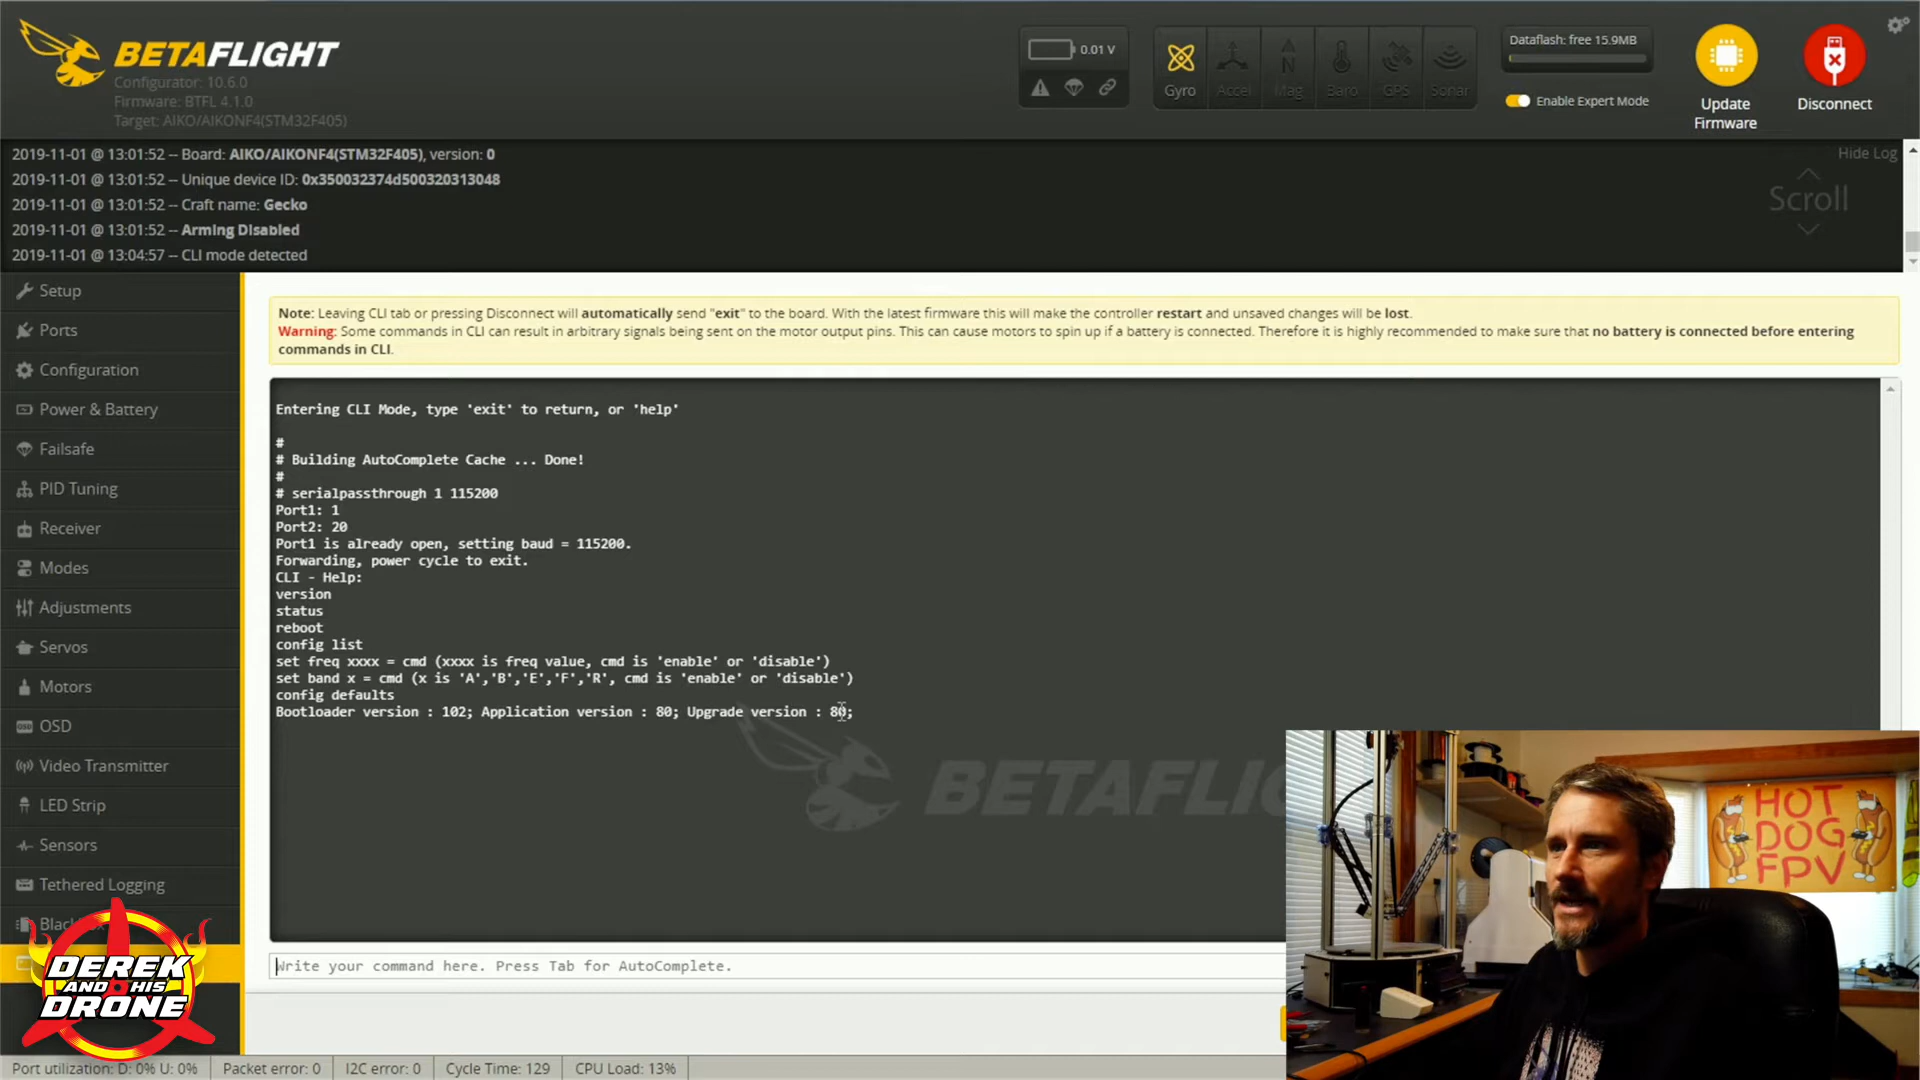 BETAFLIGHT
Configurator: 10.6.0
Firmware: BTFL 4.1.0
Target: AIKO/AIKONF4(STM32F405)
0.01 V
Gyro
Accel
Mag
Baro
GPS
Sonar
Dataflash: free 15.9MB
Enable Expert Mode
Update
Firmware
Disconnect
2019-11-01 @ 13:01:52 -- Board: AIKO/AIKONF4(STM32F405), version: 0
2019-11-01 @ 13:01:52 -- Unique device ID: 0x350032374d500320313048
2019-11-01 @ 13:01:52 -- Craft name: Gecko
2019-11-01 @ 13:01:52 -- Arming Disabled
2019-11-01 @ 13:04:57 -- CLI mode detected
Hide Log
Scroll
Setup
Ports
Configuration
Power & Battery
Failsafe
PID Tuning
Receiver
Modes
Adjustments
Servos
Motors
OSD
Video Transmitter
LED Strip
Sensors
Tethered Logging
Note: Leaving CLI tab or pressing Disconnect will automatically send "exit" to the board. With the latest firmware this will make the controller restart and unsaved changes will be lost.
Warning: Some commands in CLI can result in arbitrary signals being sent on the motor output pins. This can cause motors to spin up if a battery is connected. Therefore it is highly recommended to make sure that no battery is connected before entering
commands in CLI.
Entering CLI Mode, type 'exit' to return, or 'help'
#
# Building AutoComplete Cache ... Done!
#
# serialpassthrough 1 115200
Port1: 1
Port2: 20
Port1 is already open, setting baud = 115200.
Forwarding, power cycle to exit.
CLI - Help:
version
status
reboot
config list
set freq xxxx = cmd (xxxx is freq value, cmd is 'enable' or 'disable')
set band x = cmd (x is 'A','B','E','F','R', cmd is 'enable' or 'disable')
config defaults
Bootloader version : 102; Application version : 80; Upgrade version : 80;
BETAFLIG
Write your command here. Press Tab for AutoComplete.
HOT
DOG
FPV
DEREK
AND HIS
DRONE
Port utilization: D: 0% U: 0%
Packet error: 0
I2C error: 0
Cycle Time: 129
CPU Load: 13%